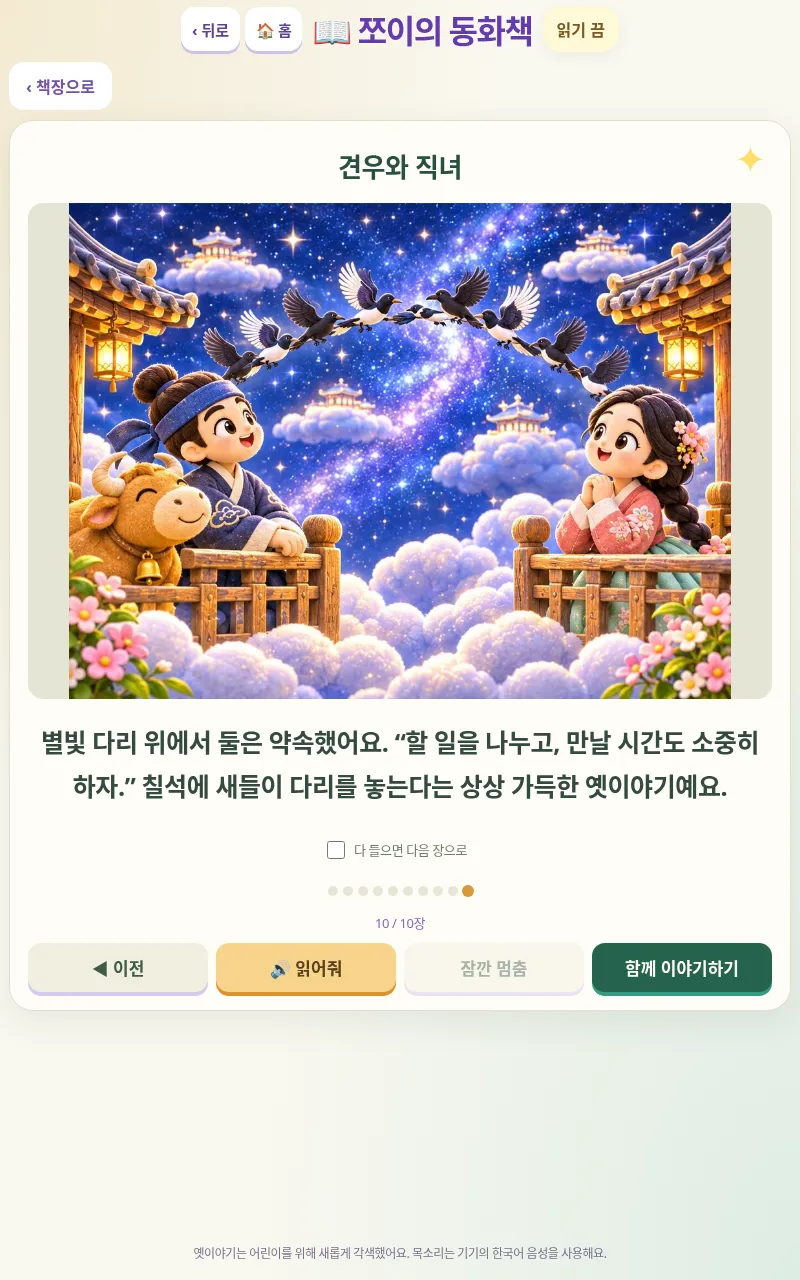 ‹ 뒤로
🏠 홈
📖 쪼이의 동화책
읽기 끔
‹ 책장으로
견우와 직녀
별빛 다리 위에서 둘은 약속했어요. “할 일을 나누고, 만날 시간도 소중히
하자.” 칠석에 새들이 다리를 놓는다는 상상 가득한 옛이야기예요.
다 들으면 다음 장으로
10 / 10장
◀ 이전
🔊 읽어줘
잠깐 멈춤
함께 이야기하기
옛이야기는 어린이를 위해 새롭게 각색했어요. 목소리는 기기의 한국어 음성을 사용해요.